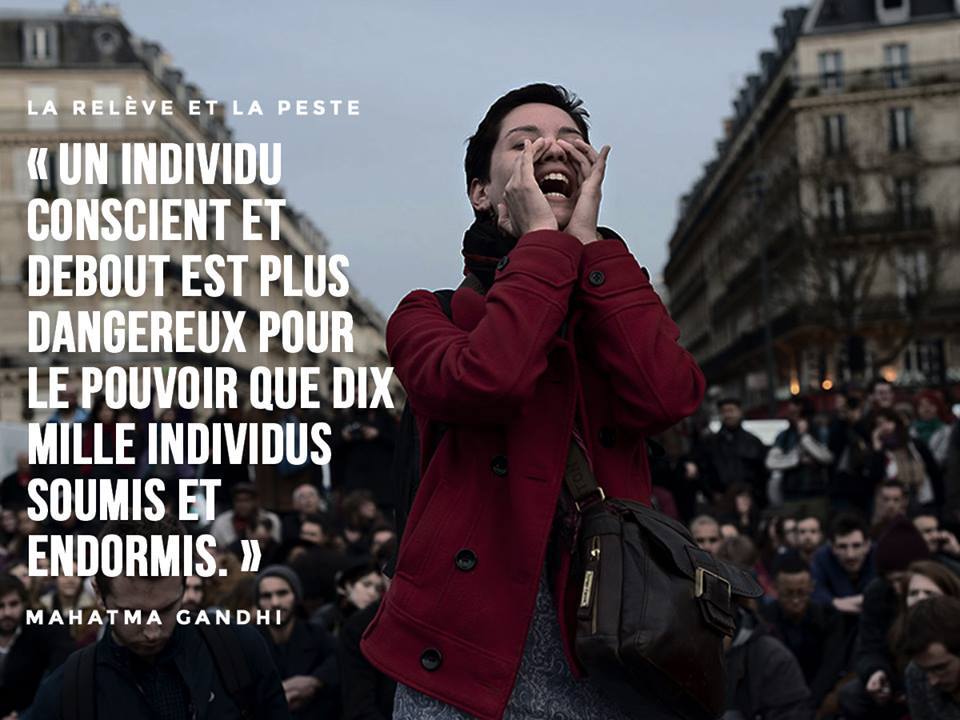 LA RELÈVE ET LA PESTE
« UN INDIVIDU
CONSCIENT ET
DEBOUT EST PLUS
DANGEREUX POUR
LE POUVOIR QUE DIX
MILLE INDIVIDUS
SOUMIS ET
ENDORMIS. »
MAHATMA GANDHI